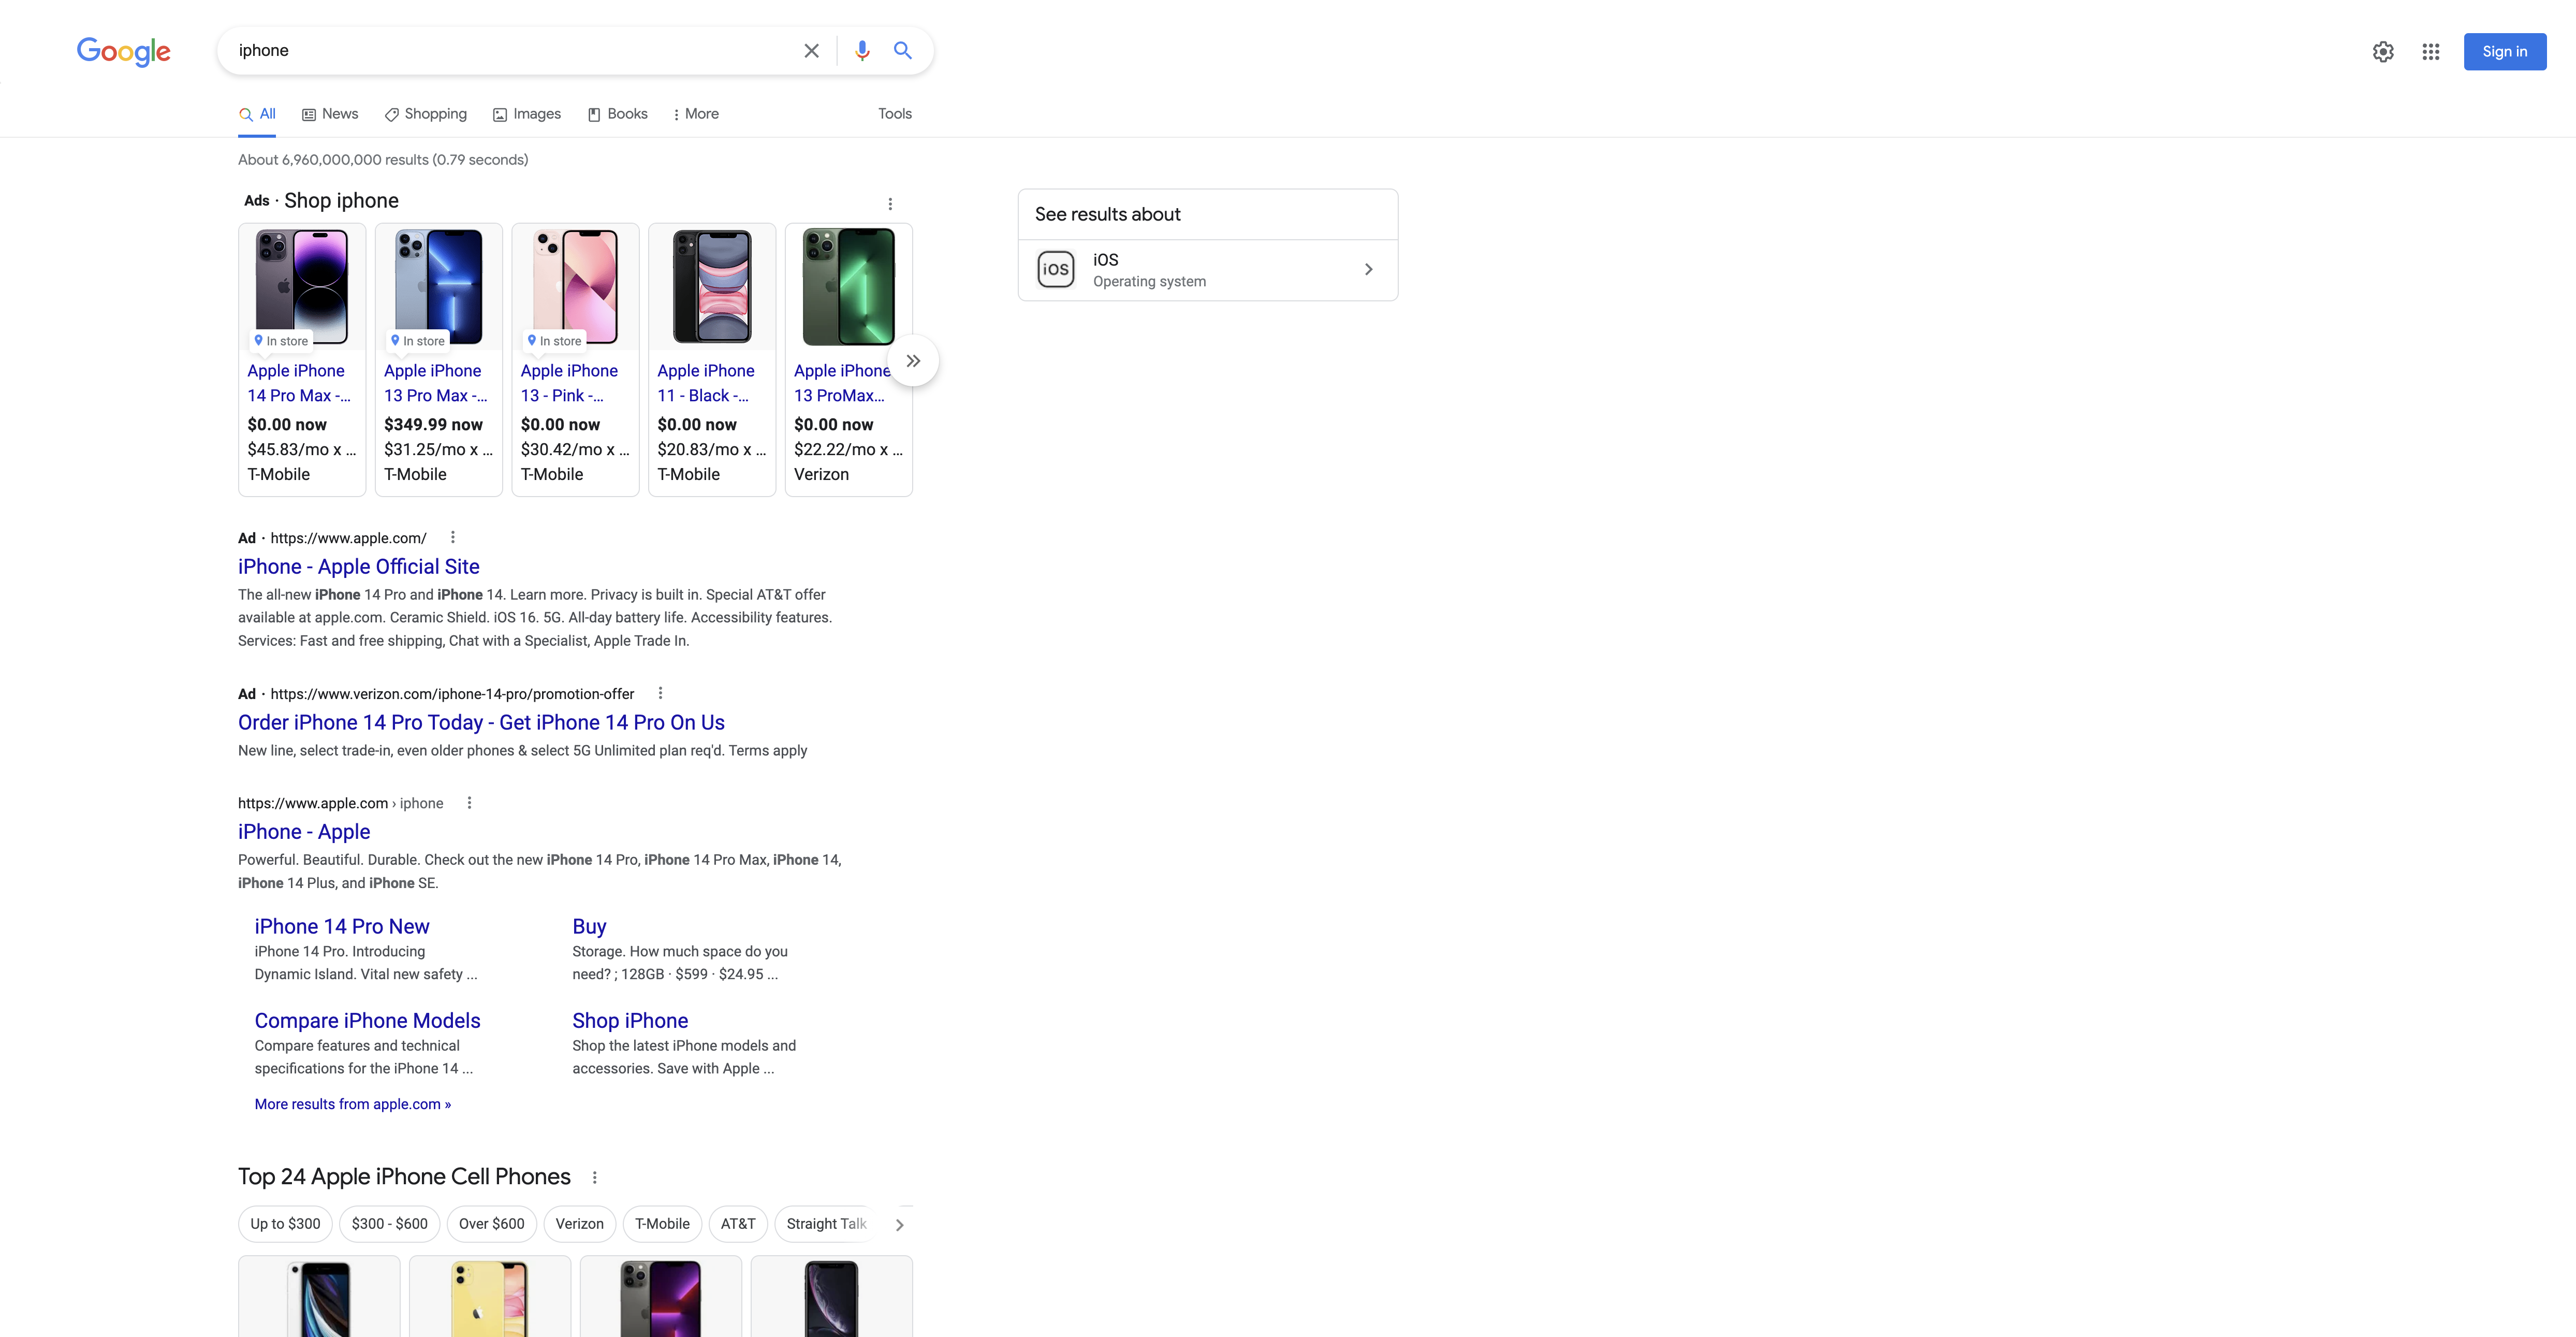 Google
iphone
Sign in
All
News
Shopping
Images
Books
More
Tools
About 6,960,000,000 results (0.79 seconds)
Ads · Shop iphone
In store
Apple iPhone
14 Pro Max -...
$0.00 now
$45.83/mo x ...
T-Mobile
In store
Apple iPhone
13 Pro Max -...
$349.99 now
$31.25/mo x ...
T-Mobile
In store
Apple iPhone
13 - Pink -...
$0.00 now
$30.42/mo x ...
T-Mobile
Apple iPhone
11 - Black -...
$0.00 now
$20.83/mo x ...
T-Mobile
Apple iPhone
13 ProMax...
$0.00 now
$22.22/mo x ...
Verizon
See results about
iOS
iOS
Operating system
Ad · https://www.apple.com/
iPhone - Apple Official Site
The all-new iPhone 14 Pro and iPhone 14. Learn more. Privacy is built in. Special AT&T offer
available at apple.com. Ceramic Shield. iOS 16. 5G. All-day battery life. Accessibility features.
Services: Fast and free shipping, Chat with a Specialist, Apple Trade In.
Ad · https://www.verizon.com/iphone-14-pro/promotion-offer
Order iPhone 14 Pro Today - Get iPhone 14 Pro On Us
New line, select trade-in, even older phones & select 5G Unlimited plan req'd. Terms apply
https://www.apple.com › iphone
iPhone - Apple
Powerful. Beautiful. Durable. Check out the new iPhone 14 Pro, iPhone 14 Pro Max, iPhone 14,
iPhone 14 Plus, and iPhone SE.
iPhone 14 Pro New
iPhone 14 Pro. Introducing
Dynamic Island. Vital new safety ...
Buy
Storage. How much space do you
need? ; 128GB · $599 · $24.95 ...
Compare iPhone Models
Compare features and technical
specifications for the iPhone 14 ...
Shop iPhone
Shop the latest iPhone models and
accessories. Save with Apple ...
More results from apple.com »
Top 24 Apple iPhone Cell Phones
Up to $300
$300 - $600
Over $600
Verizon
T-Mobile
AT&T
Straight Talk